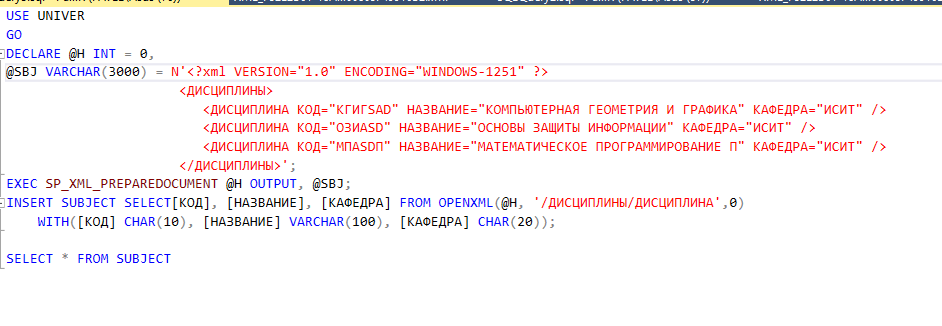 USE UNIVER
GO
DECLARE @H INT = 0,
@SBJ VARCHAR(3000) = N'<?xml VERSION="1.0" ENCODING="WINDOWS-1251" ?>
<ДИСЦИПЛИНЫ>
<ДИСЦИПЛИНА КОД="КГИГSAD" НАЗВАНИЕ="КОМПЬЮТЕРНАЯ ГЕОМЕТРИЯ И ГРАФИКА" КАФЕДРА="ИСИТ" />
<ДИСЦИПЛИНА КОД="ОЗИASD" НАЗВАНИЕ="ОСНОВЫ ЗАЩИТЫ ИНФОРМАЦИИ" КАФЕДРА="ИСИТ" />
<ДИСЦИПЛИНА КОД="МПASDП" НАЗВАНИЕ="МАТЕМАТИЧЕСКОЕ ПРОГРАММИРОВАНИЕ П" КАФЕДРА="ИСИТ" />
</ДИСЦИПЛИНЫ>';
EXEC SP_XML_PREPAREDOCUMENT @H OUTPUT, @SBJ;
INSERT SUBJECT SELECT[КОД], [НАЗВАНИЕ], [КАФЕДРА] FROM OPENXML(@H, '/ДИСЦИПЛИНЫ/ДИСЦИПЛИНА',0)
WITH([КОД] CHAR(10), [НАЗВАНИЕ] VARCHAR(100), [КАФЕДРА] CHAR(20));
SELECT * FROM SUBJECT